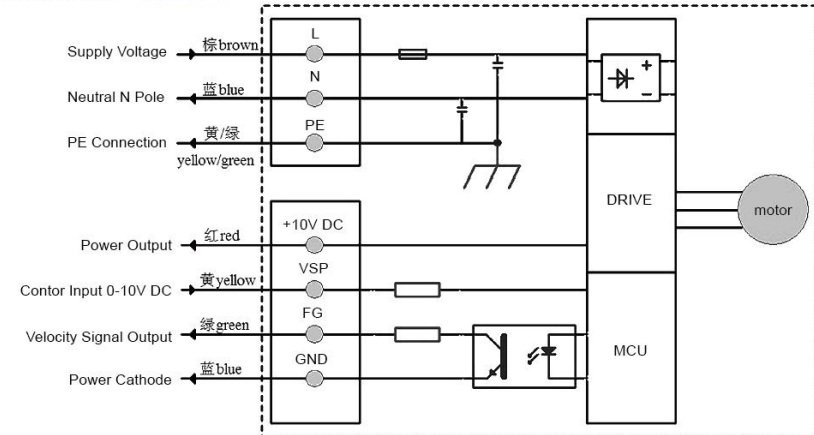 Supply Voltage 棕brown L
Neutral N Pole 蓝blue N
PE Connection 黄/绿 PE
yellow/green
+
−
DRIVE
motor
Power Output 红red +10V DC
Contor Input 0-10V DC 黄yellow VSP
Velocity Signal Output 绿green FG
Power Cathode 蓝blue GND
MCU